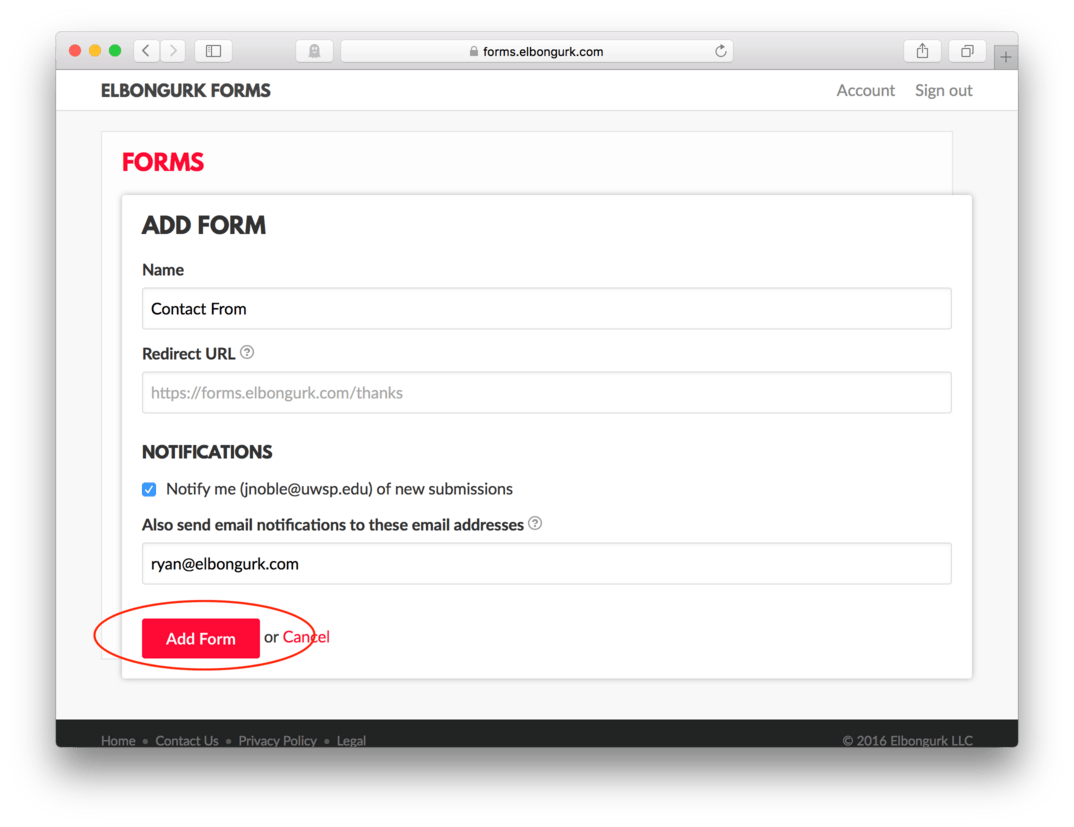 forms.elbongurk.com
ELBONGURK FORMS Account Sign out
FORMS
ADD FORM
Name
Contact From
Redirect URL ?
https://forms.elbongurk.com/thanks
NOTIFICATIONS
Notify me (jnoble@uwsp.edu) of new submissions
Also send email notifications to these email addresses ?
ryan@elbongurk.com
Add Form or Cancel
Home • Contact Us • Privacy Policy • Legal © 2016 Elbongurk LLC